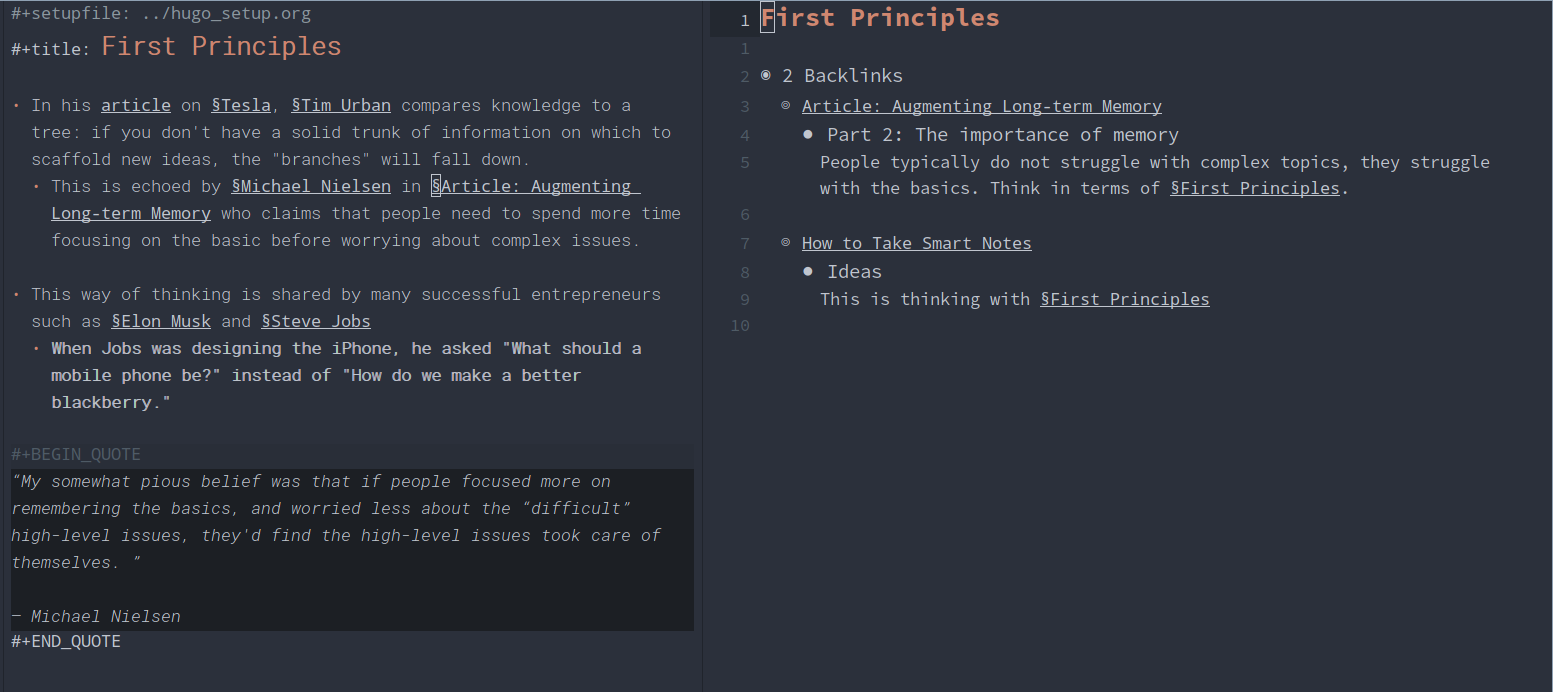 #+setupfile: ../hugo_setup.org
#+title: First Principles
• In his article on §Tesla, §Tim Urban compares knowledge to a
tree: if you don't have a solid trunk of information on which to
scaffold new ideas, the "branches" will fall down.
• This is echoed by §Michael Nielsen in §Article: Augmenting
Long-term Memory who claims that people need to spend more time
focusing on the basic before worrying about complex issues.
• This way of thinking is shared by many successful entrepreneurs
such as §Elon Musk and §Steve Jobs
• When Jobs was designing the iPhone, he asked "What should a
mobile phone be?" instead of "How do we make a better
blackberry."
#+BEGIN_QUOTE
“My somewhat pious belief was that if people focused more on
remembering the basics, and worried less about the “difficult”
high-level issues, they'd find the high-level issues took care of
themselves. ”
— Michael Nielsen
#+END_QUOTE
1 First Principles
1
2 ◉ 2 Backlinks
3 ⊚ Article: Augmenting Long-term Memory
4 ● Part 2: The importance of memory
5 People typically do not struggle with complex topics, they struggle
with the basics. Think in terms of §First Principles.
6
7 ⊚ How to Take Smart Notes
8 ● Ideas
9 This is thinking with §First Principles
10